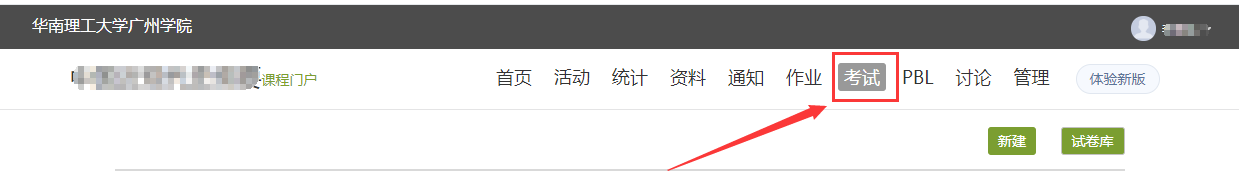 华南理工大学广州学院
课程门户 首页 活动 统计 资料 通知 作业 考试 PBL 讨论 管理 体验新版
新建 试卷库